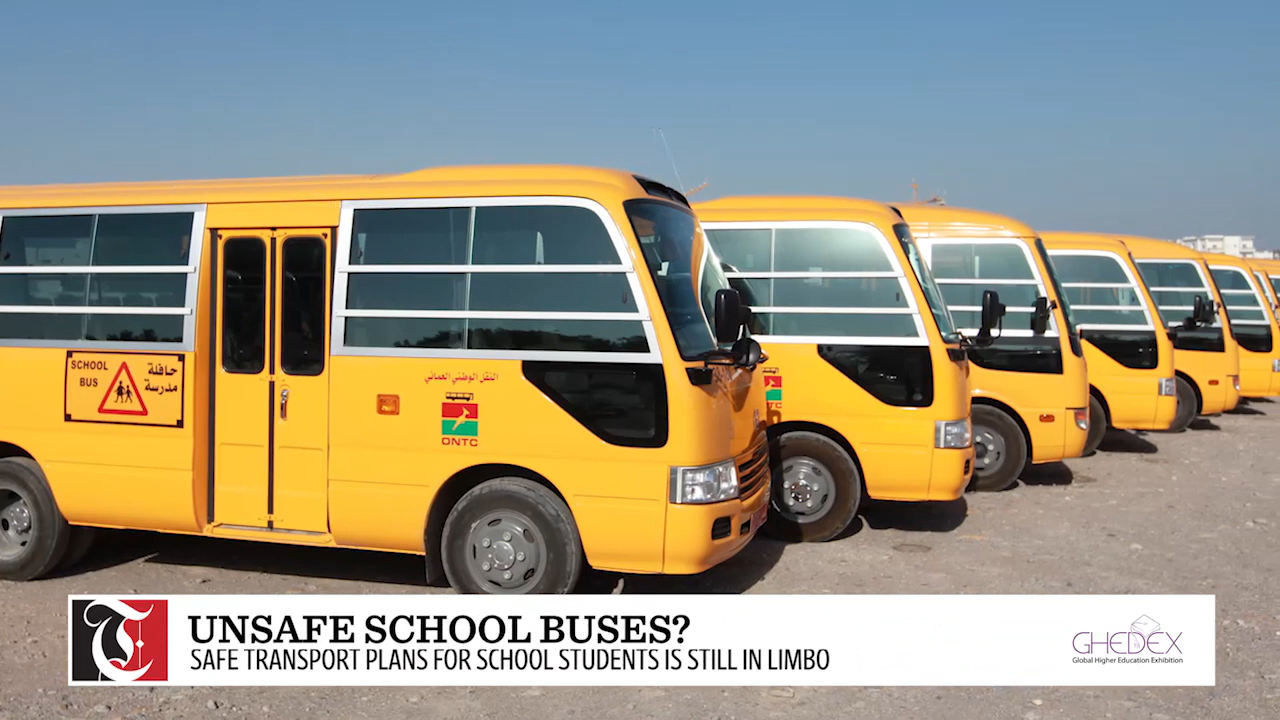 SCHOOL
BUS
حافلة
مدرسة
النقل الوطني العماني
ONTC
TC
UNSAFE SCHOOL BUSES?
SAFE TRANSPORT PLANS FOR SCHOOL STUDENTS IS STILL IN LIMBO
GHEDEX
Global Higher Education Exhibition